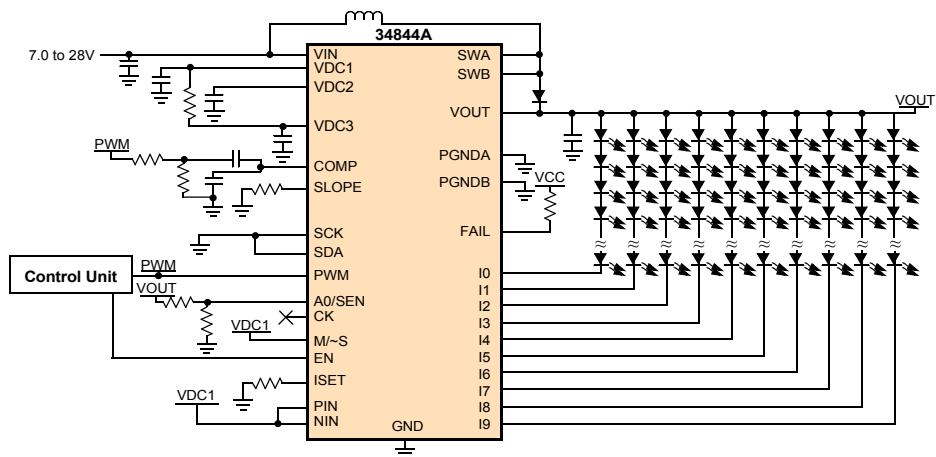 34844A
7.0 to 28V
VIN
VDC1
VDC2
VDC3
PWM
COMP
SLOPE
SCK
SDA
Control Unit
PWM
PWM
VOUT
A0/SEN
CK
VDC1
M/~S
EN
ISET
VDC1
PIN
NIN
GND
SWA
SWB
VOUT
VOUT
PGNDA
PGNDB
VCC
FAIL
I0
I1
I2
I3
I4
I5
I6
I7
I8
I9